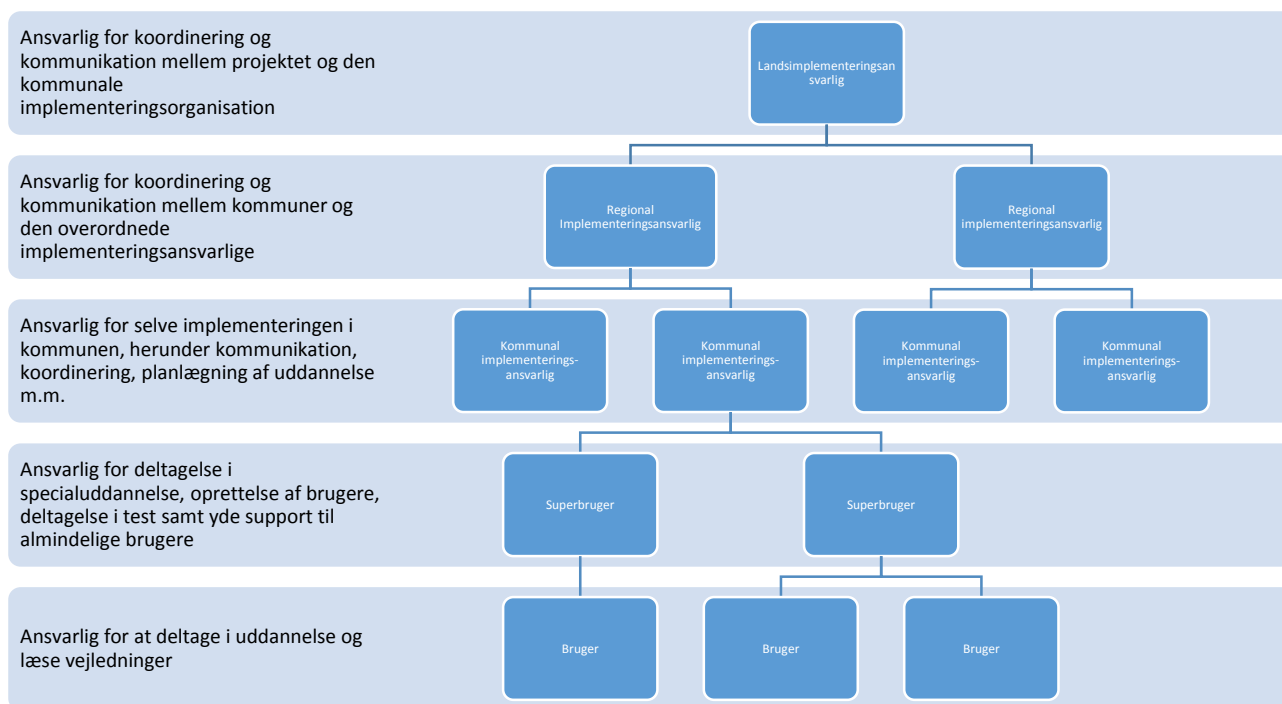 Ansvarlig for koordinering og
kommunikation mellem projektet og den
kommunale
implementeringsorganisation
Landsimplementeringsan
svarlig
Ansvarlig for koordinering og
kommunikation mellem kommuner og
den overordnede
implementeringsansvarlige
Regional
Implementeringsansvarlig
Regional
implementeringsansvarlig
Ansvarlig for selve implementeringen i
kommunen, herunder kommunikation,
koordinering, planlægning af uddannelse
m.m.
Kommunal
implementerings-
ansvarlig
Kommunal
implementerings-
ansvarlig
Kommunal
implementerings-
ansvarlig
Kommunal
implementerings-
ansvarlig
Ansvarlig for deltagelse i
specialuddannelse, oprettelse af brugere,
deltagelse i test samt yde support til
almindelige brugere
Superbruger
Superbruger
Ansvarlig for at deltage i uddannelse og
læse vejledninger
Bruger
Bruger
Bruger